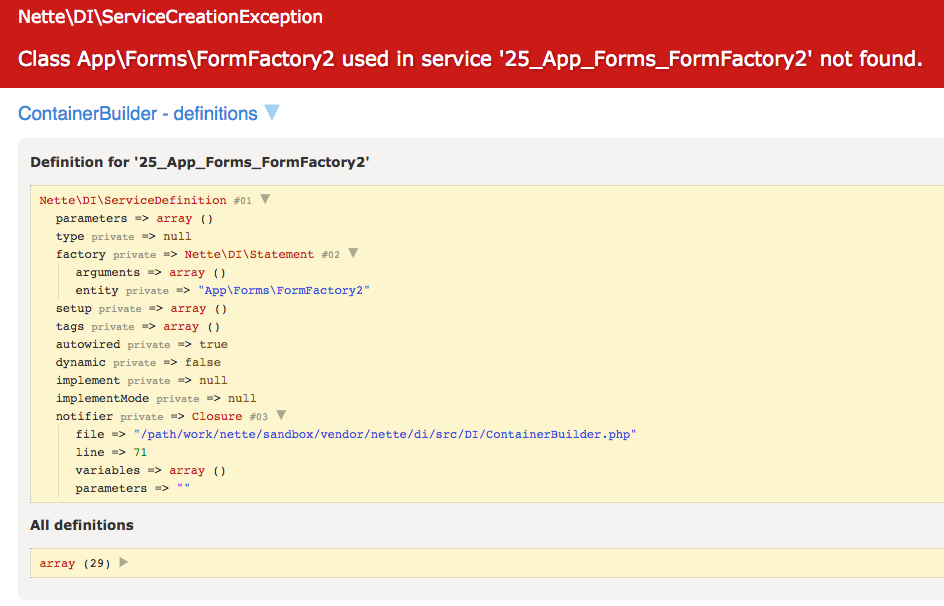 Nette\DI\ServiceCreationException
Class App\Forms\FormFactory2 used in service '25_App_Forms_FormFactory2' not found.
ContainerBuilder - definitions ▼
Definition for '25_App_Forms_FormFactory2'
Nette\DI\ServiceDefinition #01 ▼
parameters => array ()
type private => null
factory private => Nette\DI\Statement #02 ▼
arguments => array ()
entity private => "App\Forms\FormFactory2"
setup private => array ()
tags private => array ()
autowired private => true
dynamic private => false
implement private => null
implementMode private => null
notifier private => Closure #03 ▼
file => "/path/work/nette/sandbox/vendor/nette/di/src/DI/ContainerBuilder.php"
line => 71
variables => array ()
parameters => ""
All definitions
array (29) ▶